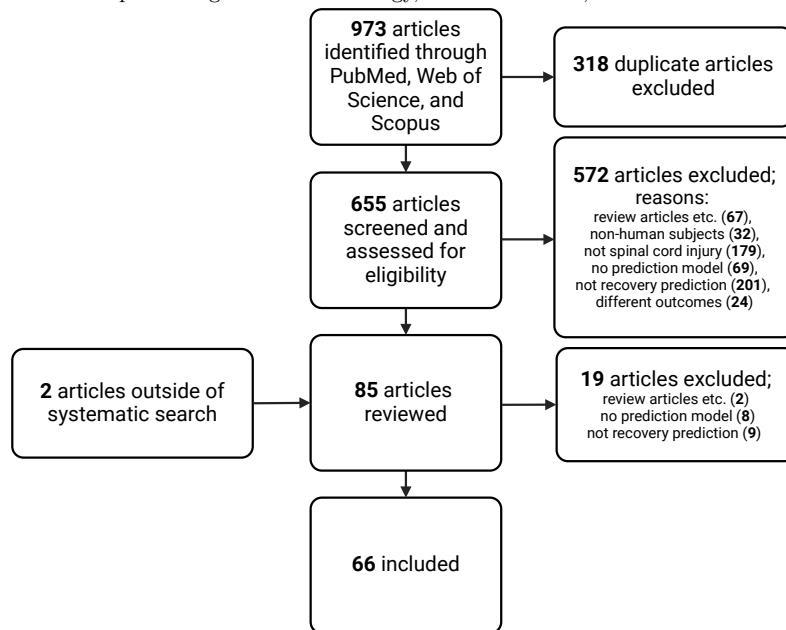 973 articles
identified through
PubMed, Web of
Science, and
Scopus
318 duplicate articles
excluded
655 articles
screened and
assessed for
eligibility
572 articles excluded;
reasons:
review articles etc. (67),
non-human subjects (32),
not spinal cord injury (179),
no prediction model (69),
not recovery prediction (201),
different outcomes (24)
2 articles outside of
systematic search
85 articles
reviewed
19 articles excluded;
review articles etc. (2)
no prediction model (8)
not recovery prediction (9)
66 included